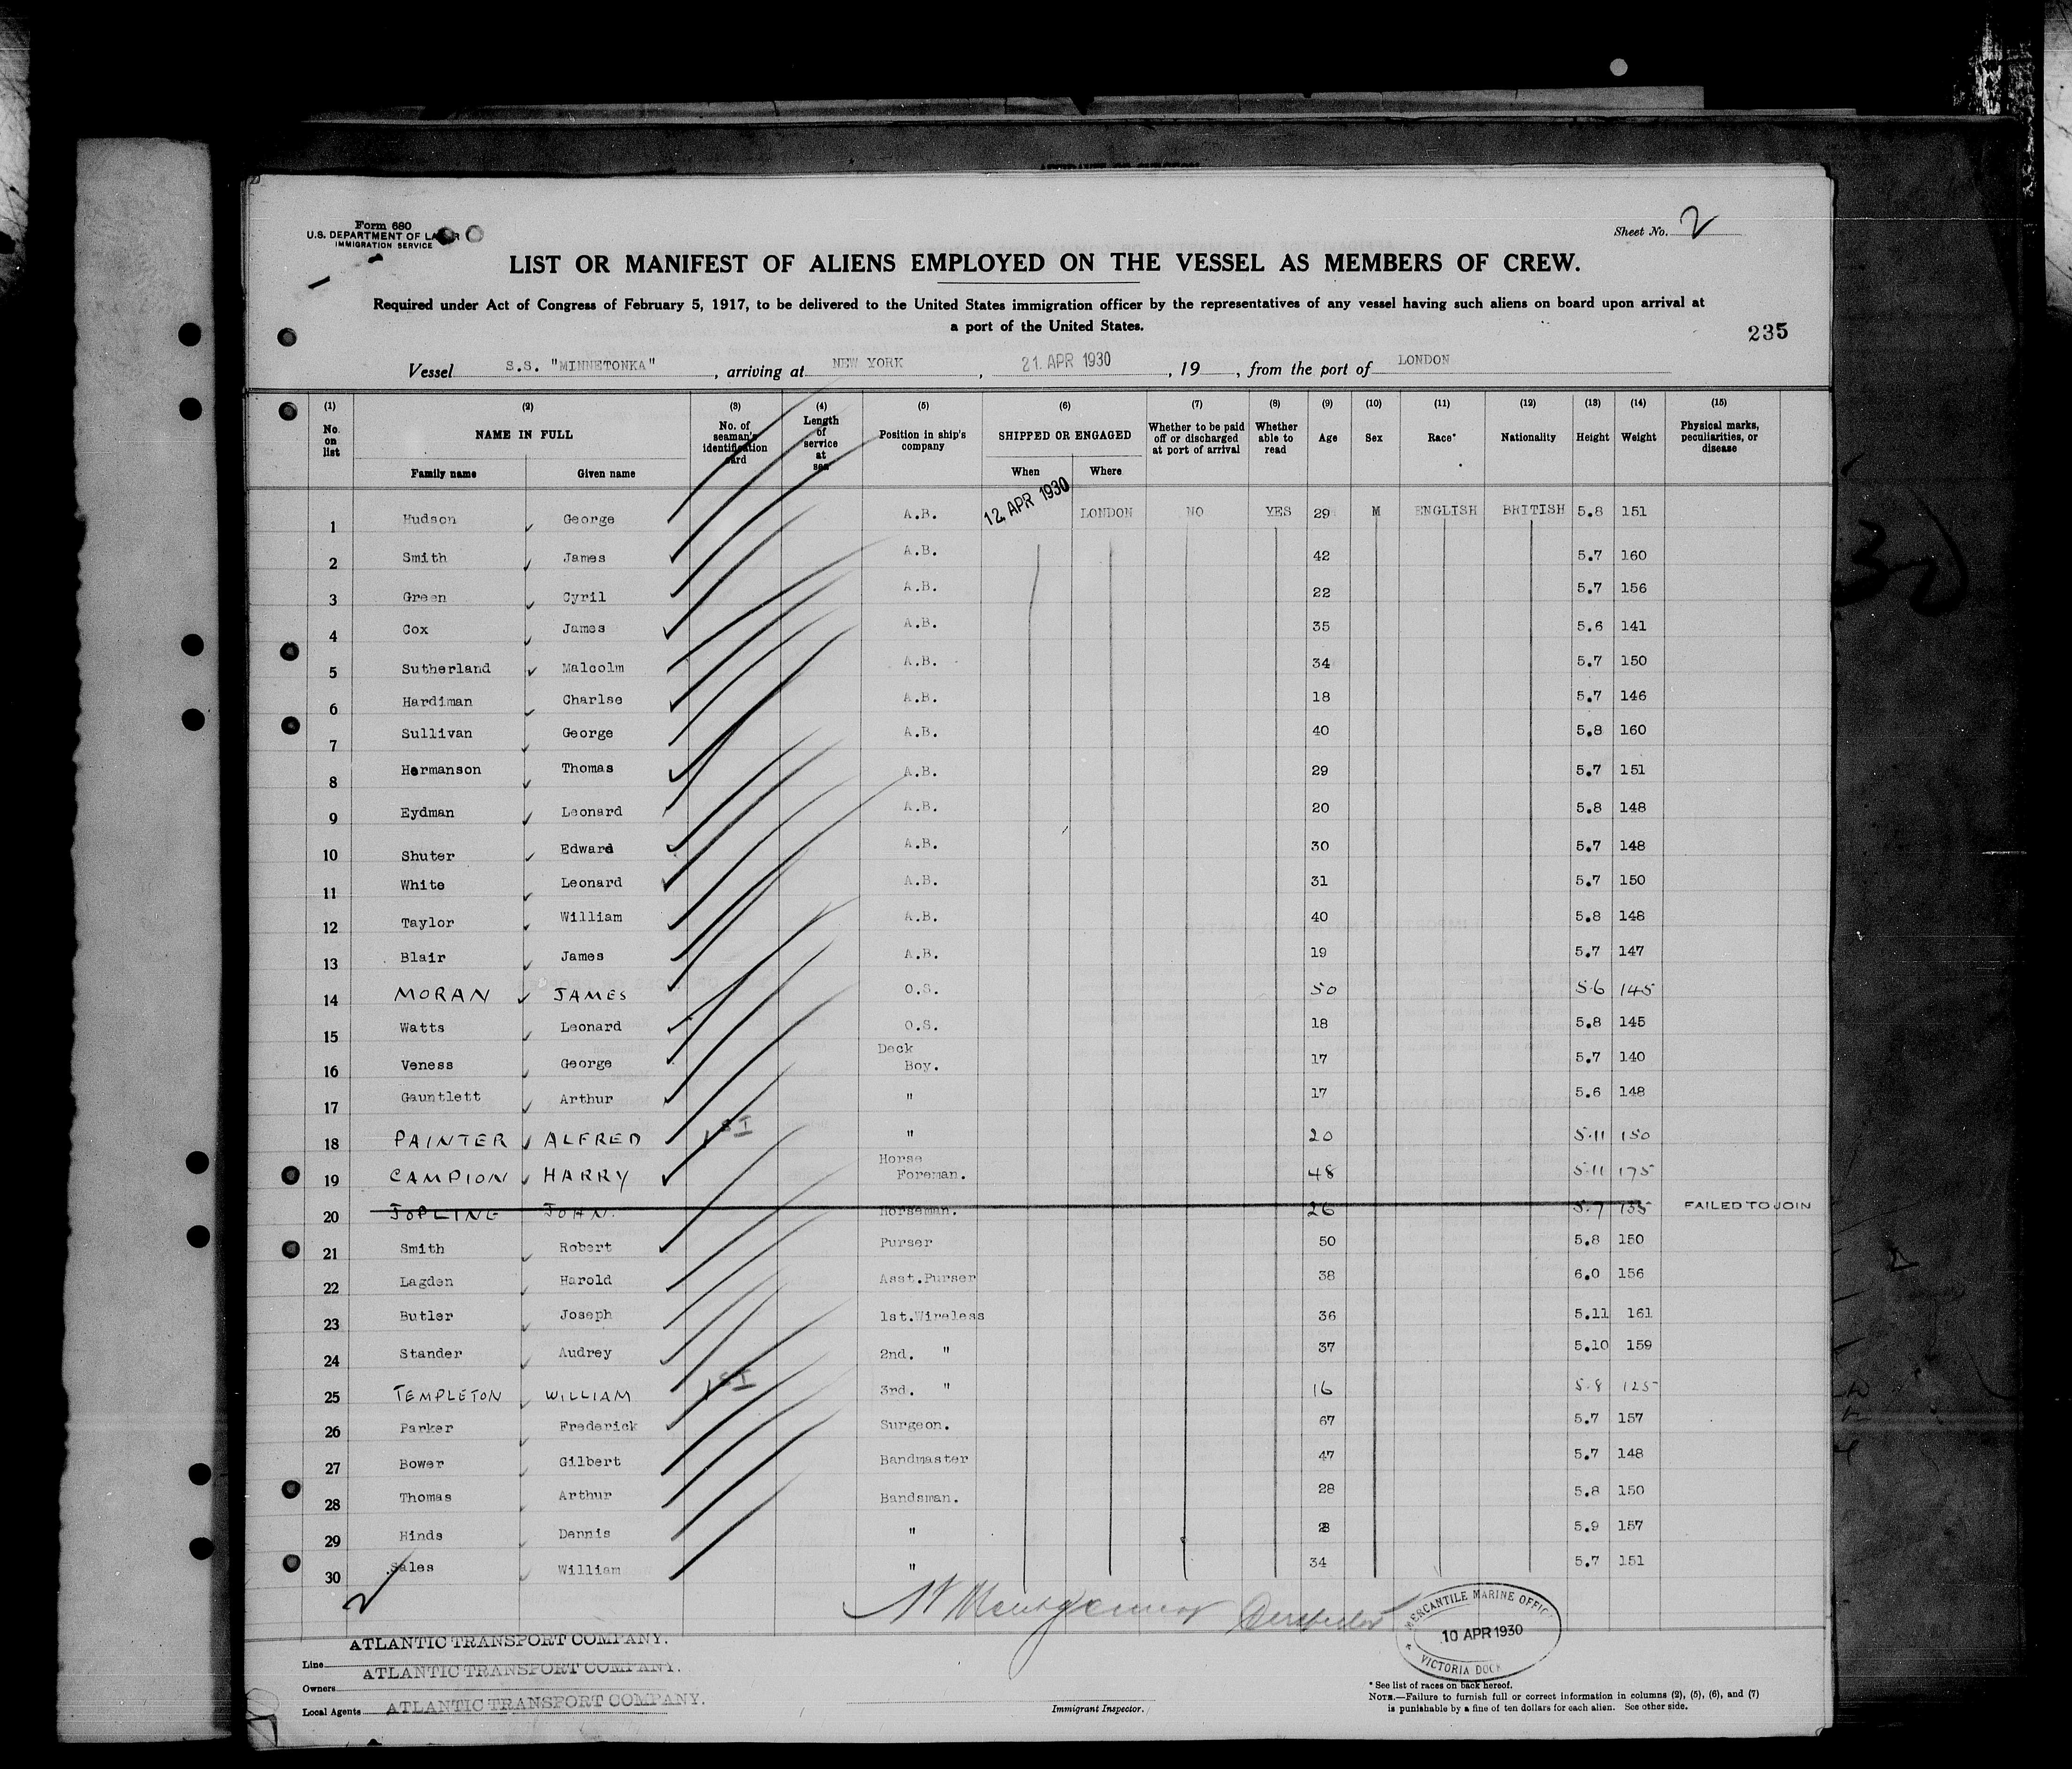 Form 680
U.S. DEPARTMENT OF LABOR
IMMIGRATION SERVICE
Sheet No. 2
LIST OR MANIFEST OF ALIENS EMPLOYED ON THE VESSEL AS MEMBERS OF CREW.
Required under Act of Congress of February 5, 1917, to be delivered to the United States immigration officer by the representatives of any vessel having such aliens on board upon arrival at
a port of the United States.
235
Vessel S.S. "MINNETONKA", arriving at NEW YORK, 21. APR 1930, 19 , from the port of LONDON
(1) (2) (3) (4) (5) (6) (7) (8) (9) (10) (11) (12) (13) (14) (15)
No. on list NAME IN FULL Family name Given name No. of seaman's identification card Length of service at sea Position in ship's company SHIPPED OR ENGAGED When Where Whether to be paid off or discharged at port of arrival Whether able to read Age Sex Race* Nationality Height Weight Physical marks, peculiarities, or disease
1 Hudson George A.B. 12. APR 1930 LONDON NO YES 29 M ENGLISH BRITISH 5.8 151
2 Smith James A.B. 42 5.7 160
3 Green Cyril A.B. 22 5.7 156
4 Cox James A.B. 35 5.6 141
5 Sutherland Malcolm A.B. 34 5.7 150
6 Hardiman Charlse A.B. 18 5.7 146
7 Sullivan George A.B. 40 5.8 160
8 Hermanson Thomas A.B. 29 5.7 151
9 Eydman Leonard A.B. 20 5.8 148
10 Shuter Edward A.B. 30 5.7 148
11 White Leonard A.B. 31 5.7 150
12 Taylor William A.B. 40 5.8 148
13 Blair James A.B. 19 5.7 147
14 MORAN JAMES O.S. 50 5.6 145
15 Watts Leonard O.S. 18 5.8 145
16 Veness George Deck Boy. 17 5.7 140
17 Gauntlett Arthur " 17 5.6 148
18 PAINTER ALFRED 1st " 20 5.11 150
19 CAMPION HARRY Horse Foreman. 48 5.11 175
20 JOPLING JOHN. Horseman. 26 5.7 135 FAILED TO JOIN
21 Smith Robert Purser 50 5.8 150
22 Lagden Harold Asst.Purser 38 6.0 156
23 Butler Joseph 1st.Wireless 36 5.11 161
24 Stander Audrey 2nd. " 37 5.10 159
25 TEMPLETON WILLIAM 1st 3rd. " 16 5.8 125
26 Parker Frederick Surgeon. 67 5.7 157
27 Bower Gilbert Bandmaster 47 5.7 148
28 Thomas Arthur Bandsman. 28 5.8 150
29 Hinds Dennis " 28 5.9 157
30 Sales William " 34 5.7 151
MERCANTILE MARINE OFFICE
10 APR 1930
VICTORIA DOCK
ATLANTIC TRANSPORT COMPANY.
Line
ATLANTIC TRANSPORT COMPANY.
Owners
Local Agents ATLANTIC TRANSPORT COMPANY.
Immigrant Inspector.
* See list of races on back hereof.
NOTE.—Failure to furnish full or correct information in columns (2), (5), (6), and (7)
is punishable by a fine of ten dollars for each alien. See other side.